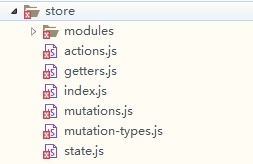 store
modules
actions.js
getters.js
index.js
mutations.js
mutation-types.js
state.js